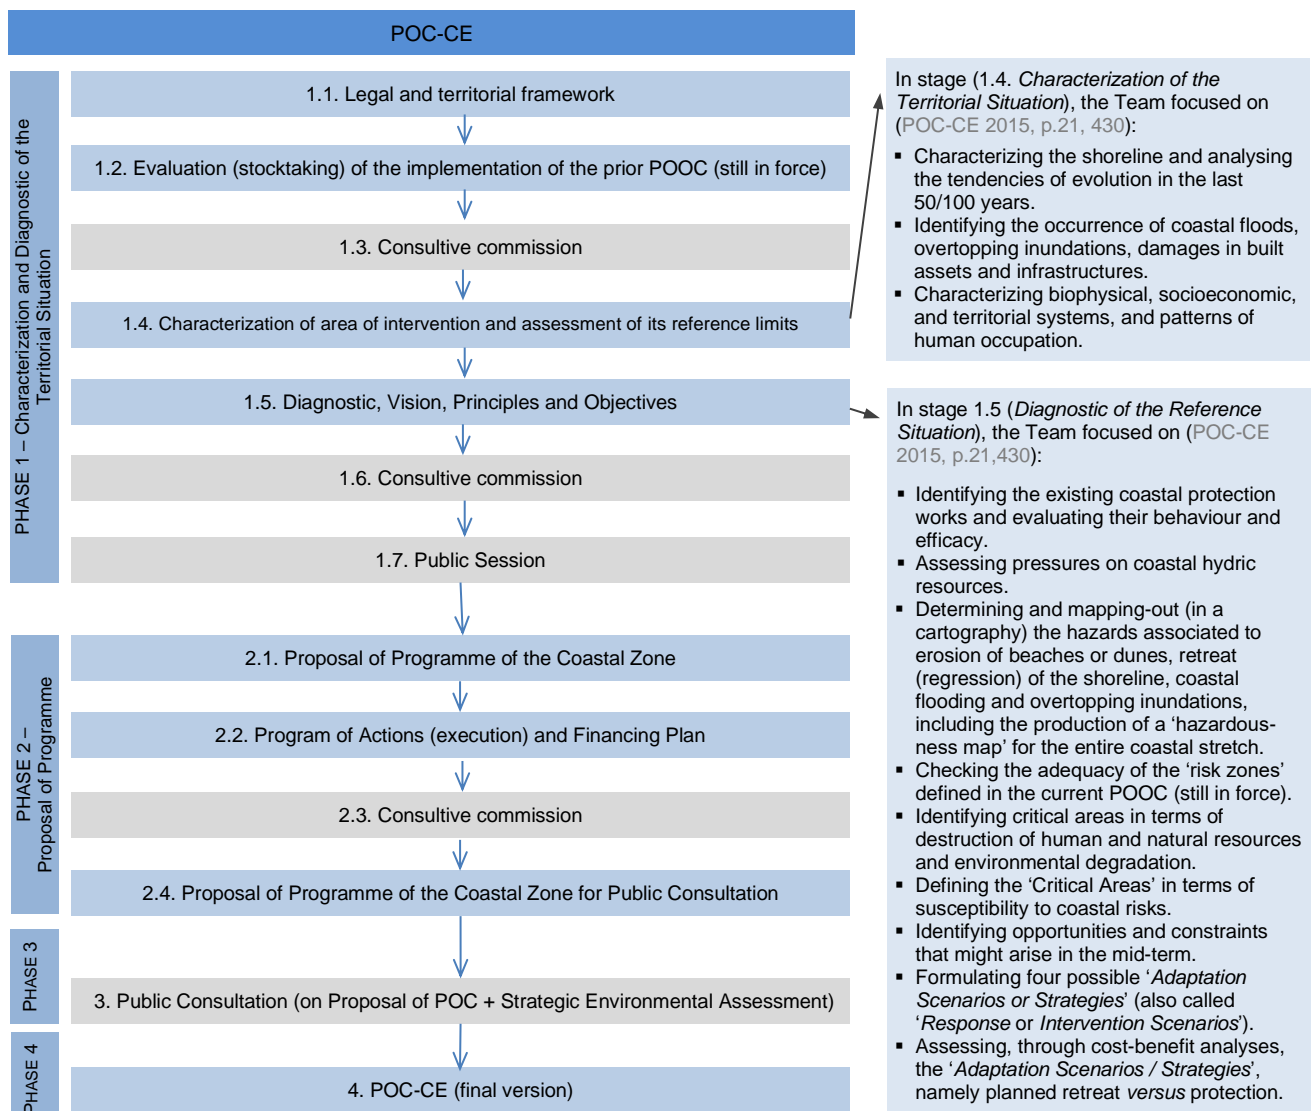 POC-CE
PHASE 1 – Characterization and Diagnostic of the
Territorial Situation
1.1. Legal and territorial framework
1.2. Evaluation (stocktaking) of the implementation of the prior POOC (still in force)
1.3. Consultive commission
1.4. Characterization of area of intervention and assessment of its reference limits
1.5. Diagnostic, Vision, Principles and Objectives
1.6. Consultive commission
1.7. Public Session
PHASE 2 –
Proposal of Programme
2.1. Proposal of Programme of the Coastal Zone
2.2. Program of Actions (execution) and Financing Plan
2.3. Consultive commission
2.4. Proposal of Programme of the Coastal Zone for Public Consultation
PHASE 3
3. Public Consultation (on Proposal of POC + Strategic Environmental Assessment)
PHASE 4
4. POC-CE (final version)
In stage (1.4. Characterization of the
Territorial Situation), the Team focused on
(POC-CE 2015, p.21, 430):
▪ Characterizing the shoreline and analysing
the tendencies of evolution in the last
50/100 years.
▪ Identifying the occurrence of coastal floods,
overtopping inundations, damages in built
assets and infrastructures.
▪ Characterizing biophysical, socioeconomic,
and territorial systems, and patterns of
human occupation.
In stage 1.5 (Diagnostic of the Reference
Situation), the Team focused on (POC-CE
2015, p.21,430):
▪ Identifying the existing coastal protection
works and evaluating their behaviour and
efficacy.
▪ Assessing pressures on coastal hydric
resources.
▪ Determining and mapping-out (in a
cartography) the hazards associated to
erosion of beaches or dunes, retreat
(regression) of the shoreline, coastal
flooding and overtopping inundations,
including the production of a ‘hazardous-
ness map’ for the entire coastal stretch.
▪ Checking the adequacy of the ‘risk zones’
defined in the current POOC (still in force).
▪ Identifying critical areas in terms of
destruction of human and natural resources
and environmental degradation.
▪ Defining the ‘Critical Areas’ in terms of
susceptibility to coastal risks.
▪ Identifying opportunities and constraints
that might arise in the mid-term.
▪ Formulating four possible ‘Adaptation
Scenarios or Strategies’ (also called
‘Response or Intervention Scenarios’).
▪ Assessing, through cost-benefit analyses,
the ‘Adaptation Scenarios / Strategies’,
namely planned retreat versus protection.